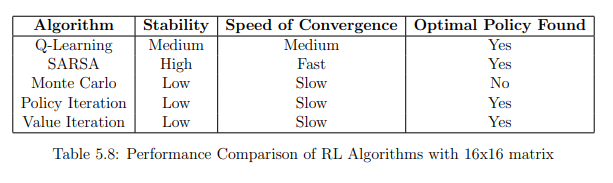 Algorithm Stability Speed of Convergence Optimal Policy Found
Q-Learning Medium Medium Yes
SARSA High Fast Yes
Monte Carlo Low Slow No
Policy Iteration Low Slow Yes
Value Iteration Low Slow Yes
Table 5.8: Performance Comparison of RL Algorithms with 16x16 matrix